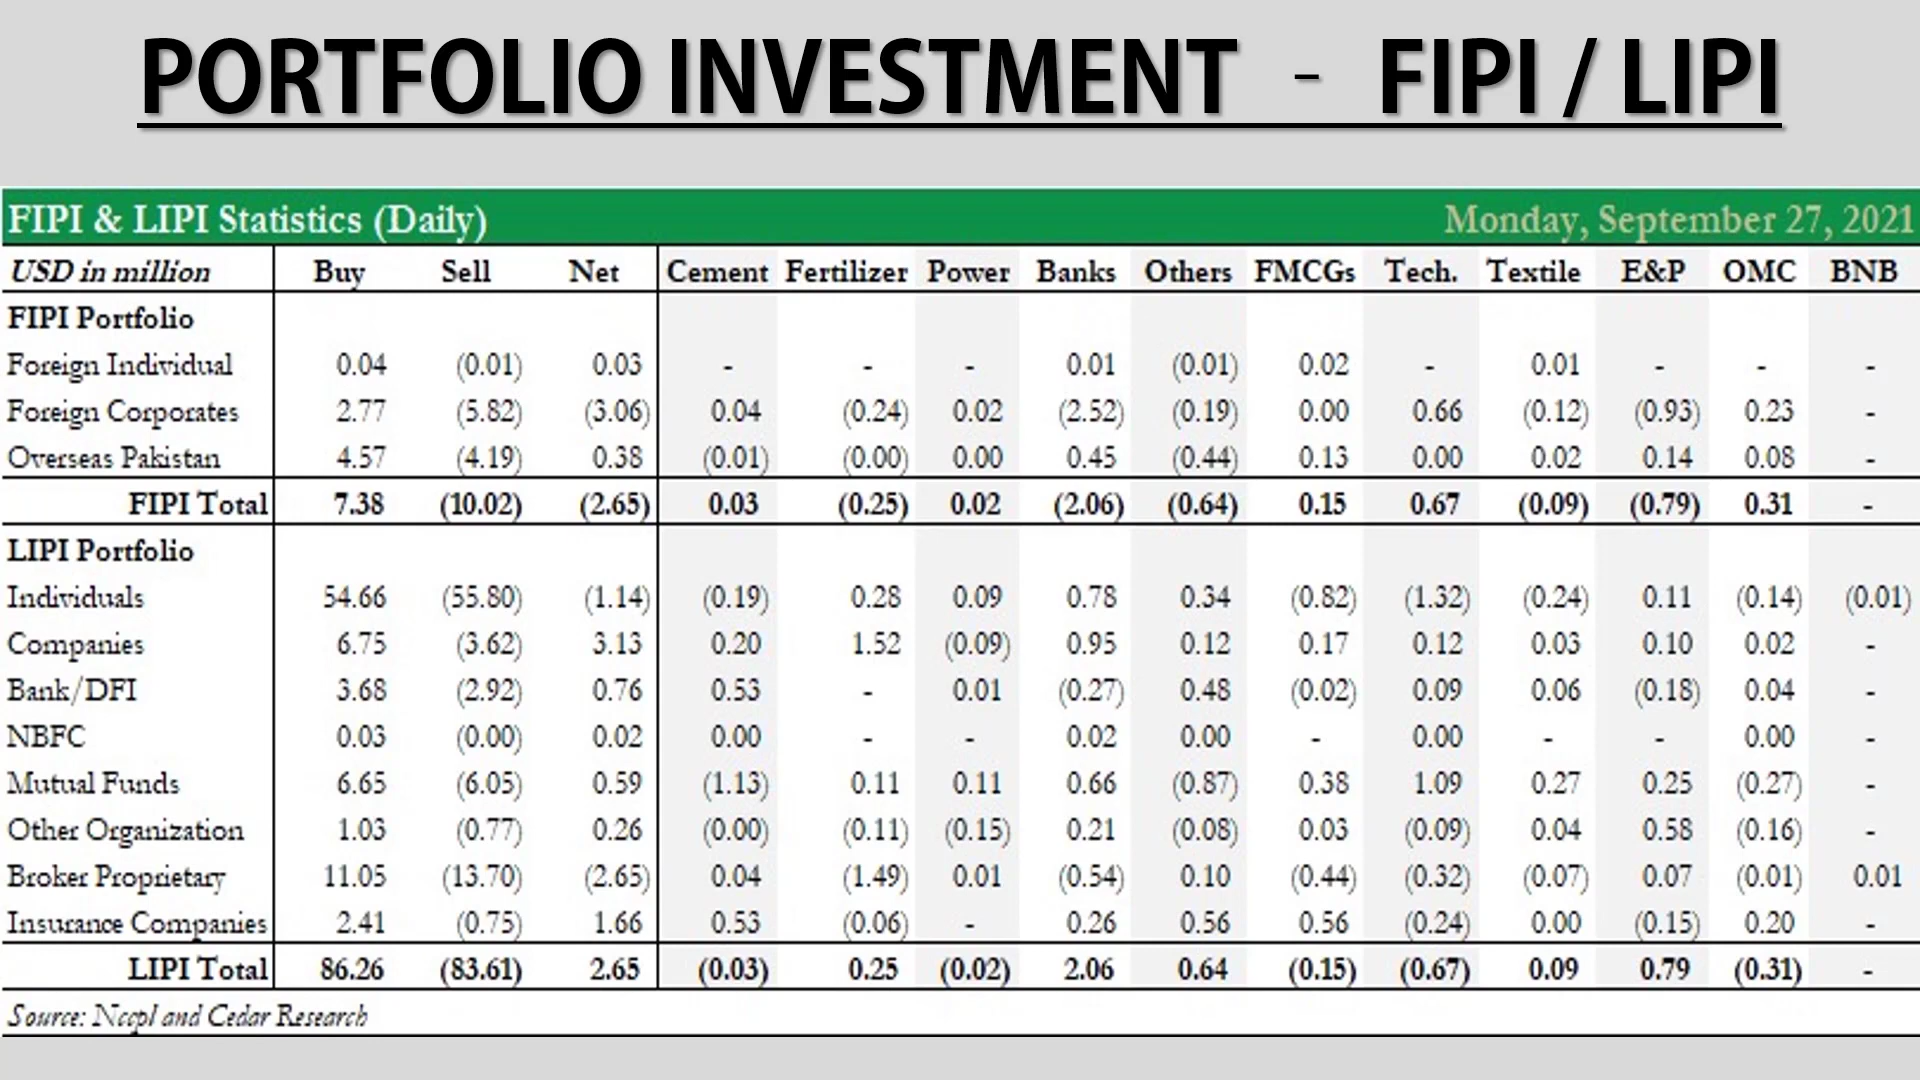 PORTFOLIO INVESTMENT - FIPI / LIPI
FIPI & LIPI Statistics (Daily) Monday, September 27, 2021
USD in million Buy Sell Net Cement Fertilizer Power Banks Others FMCGs Tech. Textile E&P OMC BNB
FIPI Portfolio
Foreign Individual 0.04 (0.01) 0.03 - - - 0.01 (0.01) 0.02 - 0.01 - - -
Foreign Corporates 2.77 (5.82) (3.06) 0.04 (0.24) 0.02 (2.52) (0.19) 0.00 0.66 (0.12) (0.93) 0.23 -
Overseas Pakistan 4.57 (4.19) 0.38 (0.01) (0.00) 0.00 0.45 (0.44) 0.13 0.00 0.02 0.14 0.08 -
FIPI Total 7.38 (10.02) (2.65) 0.03 (0.25) 0.02 (2.06) (0.64) 0.15 0.67 (0.09) (0.79) 0.31 -
LIPI Portfolio
Individuals 54.66 (55.80) (1.14) (0.19) 0.28 0.09 0.78 0.34 (0.82) (1.32) (0.24) 0.11 (0.14) (0.01)
Companies 6.75 (3.62) 3.13 0.20 1.52 (0.09) 0.95 0.12 0.17 0.12 0.03 0.10 0.02 -
Bank/DFI 3.68 (2.92) 0.76 0.53 - 0.01 (0.27) 0.48 (0.02) 0.09 0.06 (0.18) 0.04 -
NBFC 0.03 (0.00) 0.02 0.00 - - 0.02 0.00 - 0.00 - - 0.00 -
Mutual Funds 6.65 (6.05) 0.59 (1.13) 0.11 0.11 0.66 (0.87) 0.38 1.09 0.27 0.25 (0.27) -
Other Organization 1.03 (0.77) 0.26 (0.00) (0.11) (0.15) 0.21 (0.08) 0.03 (0.09) 0.04 0.58 (0.16) -
Broker Proprietary 11.05 (13.70) (2.65) 0.04 (1.49) 0.01 (0.54) 0.10 (0.44) (0.32) (0.07) 0.07 (0.01) 0.01
Insurance Companies 2.41 (0.75) 1.66 0.53 (0.06) - 0.26 0.56 0.56 (0.24) 0.00 (0.15) 0.20 -
LIPI Total 86.26 (83.61) 2.65 (0.03) 0.25 (0.02) 2.06 0.64 (0.15) (0.67) 0.09 0.79 (0.31) -
Source: Nccpl and Cedar Research